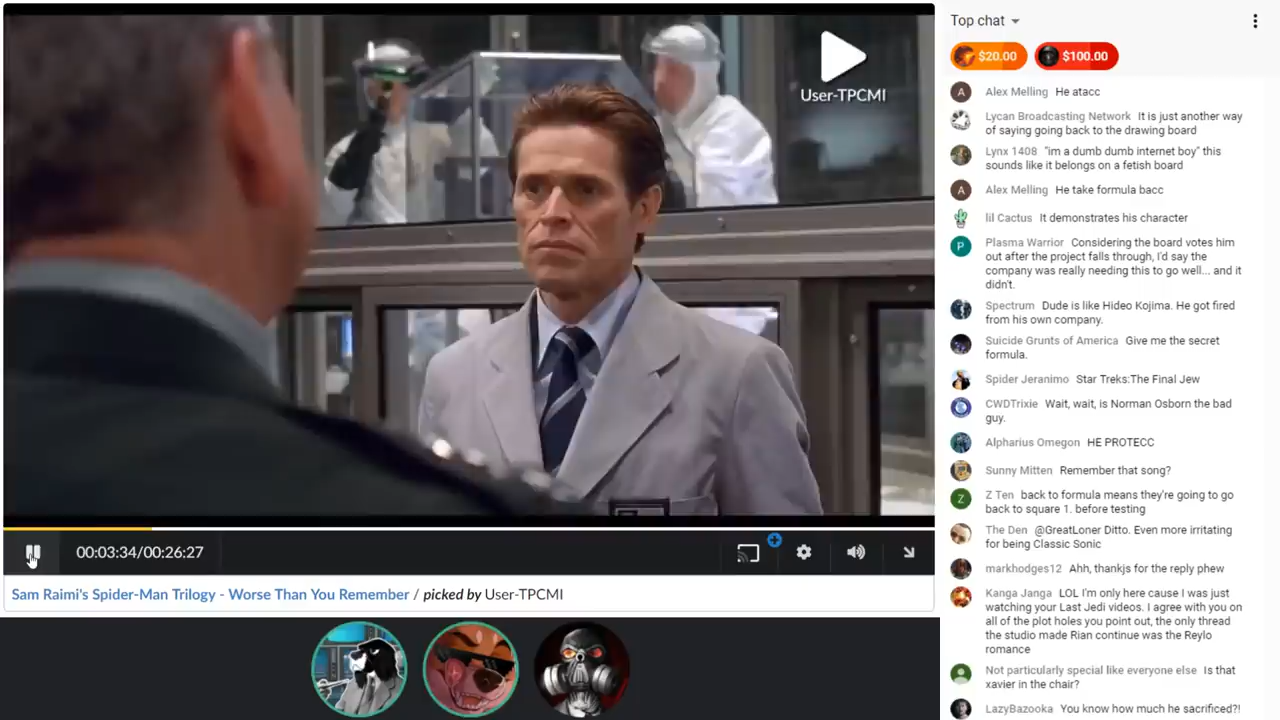 User-TPCMI
00:03:34/00:26:27
Sam Raimi's Spider-Man Trilogy - Worse Than You Remember / picked by User-TPCMI
Top chat
$20.00 $100.00
A Alex Melling He atacc
Lycan Broadcasting Network It is just another way
of saying going back to the drawing board
Lynx 1408 "im a dumb dumb internet boy" this
sounds like it belongs on a fetish board
A Alex Melling He take formula bacc
lil Cactus It demonstrates his character
P Plasma Warrior Considering the board votes him
out after the project falls through, I'd say the
company was really needing this to go well... and it
didn't.
Spectrum Dude is like Hideo Kojima. He got fired
from his own company.
Suicide Grunts of America Give me the secret
formula.
Spider Jeranimo Star Treks:The Final Jew
CWDTrixie Wait, wait, is Norman Osborn the bad
guy.
Alpharius Omegon HE PROTECC
Sunny Mitten Remember that song?
Z Z Ten back to formula means they're going to go
back to square 1. before testing
The Den @GreatLoner Ditto. Even more irritating
for being Classic Sonic
markhodges12 Ahh, thankjs for the reply phew
Kanga Janga LOL I'm only here cause I was just
watching your Last Jedi videos. I agree with you on
all of the plot holes you point out, the only thread
the studio made Rian continue was the Reylo
romance
Not particularly special like everyone else Is that
xavier in the chair?
LazyBazooka You know how much he sacrificed?!